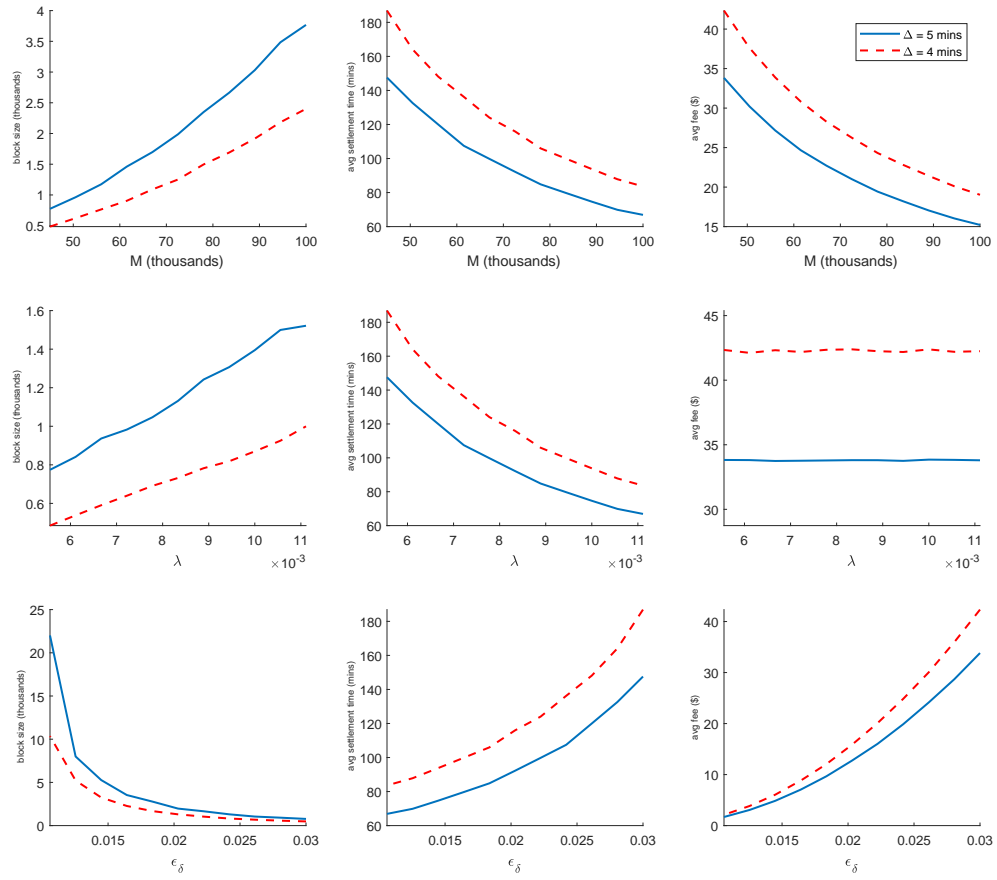 block size (thousands)
4
3.5
3
2.5
2
1.5
1
0.5
50 60 70 80 90 100
M (thousands)
avg settlement time (mins)
180
160
140
120
100
80
60
50 60 70 80 90 100
M (thousands)
avg fee ($)
40
35
30
25
20
15
50 60 70 80 90 100
M (thousands)
Δ = 5 mins
Δ = 4 mins
block size (thousands)
1.6
1.4
1.2
1
0.8
0.6
6 7 8 9 10 11
λ
×10⁻³
avg settlement time (mins)
180
160
140
120
100
80
60
6 7 8 9 10 11
λ
×10⁻³
avg fee ($)
45
40
35
30
6 7 8 9 10 11
λ
×10⁻³
block size (thousands)
25
20
15
10
5
0
0.015 0.02 0.025 0.03
ϵ_δ
avg settlement time (mins)
180
160
140
120
100
80
60
0.015 0.02 0.025 0.03
ϵ_δ
avg fee ($)
40
30
20
10
0
0.015 0.02 0.025 0.03
ϵ_δ